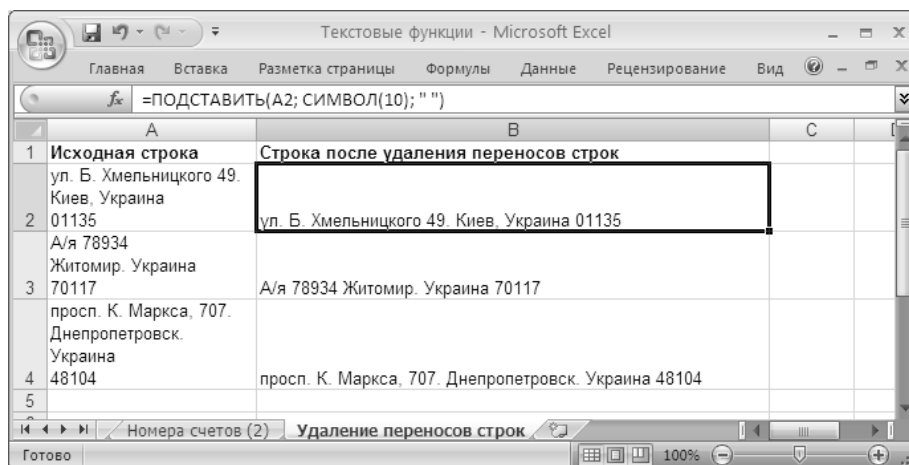 Текстовые функции - Microsoft Excel
Главная Вставка Разметка страницы Формулы Данные Рецензирование Вид
fx =ПОДСТАВИТЬ(A2; СИМВОЛ(10); " ")
A B C
1 Исходная строка Строка после удаления переносов строк
ул. Б. Хмельницкого 49.
Киев, Украина
2 01135 ул. Б. Хмельницкого 49. Киев, Украина 01135
А/я 78934
Житомир. Украина
3 70117 А/я 78934 Житомир. Украина 70117
просп. К. Маркса, 707.
Днепропетровск.
Украина
4 48104 просп. К. Маркса, 707. Днепропетровск. Украина 48104
5
Номера счетов (2) Удаление переносов строк
Готово 100%